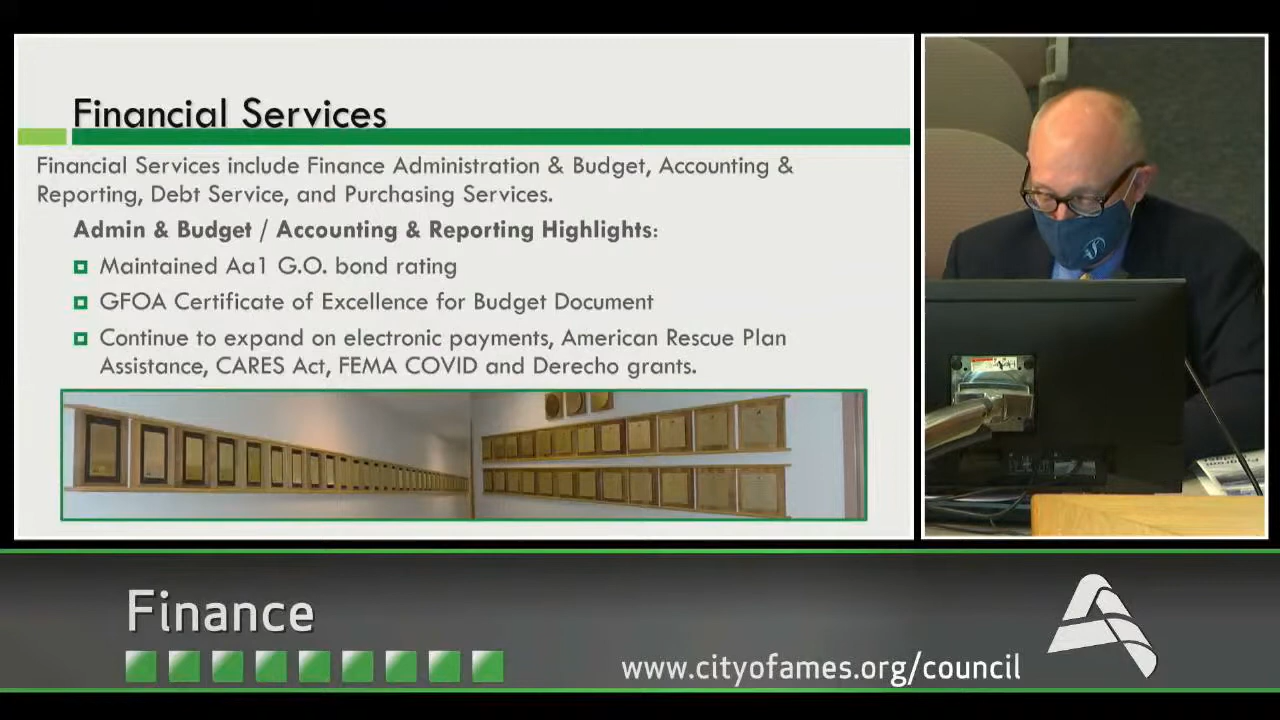 Financial Services
Financial Services include Finance Administration & Budget, Accounting &
Reporting, Debt Service, and Purchasing Services.
Admin & Budget / Accounting & Reporting Highlights:
Maintained Aa1 G.O. bond rating
GFOA Certificate of Excellence for Budget Document
Continue to expand on electronic payments, American Rescue Plan
Assistance, CARES Act, FEMA COVID and Derecho grants.
Finance
www.cityofames.org/council